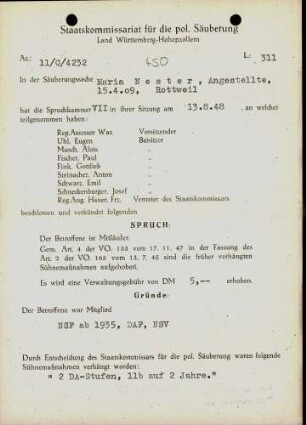 Staatskommissariat für die pol. Säuberung
Land Württemberg-Hohenzollern
Az: 11/G/4232
450
L: 311
In der Säuberungssache: Maria Nester, Angestellte,
15.4.09, Rottweil
hat die Spruchkammer VII in ihrer Sitzung am 13.8.48, an welcher
teilgenommen haben:
Reg.Assessor Wax Vorsitzender
Uhl, Eugen Beisitzer
Musch, Alois "
Fischer, Paul "
Fink, Gottlieb "
Steinacher, Anton "
Schwarz, Emil "
Schneckenburger, Josef "
Reg.Ang. Hauer, Frz. Vertreter des Staatskommissars
beschlossen und verkündet folgenden
SPRUCH:
Der Betroffene ist Mitläufer.
Gem. Art. 4 der VO. 133 vom 17. 11. 47 in der Fassung des
Art. 2 der VO. 165 vom 13. 7. 48 sind die früher verhängten
Sühnemaßnahmen aufgehoben.
Es wird eine Verwaltungsgebühr von DM 5,-- erhoben.
Gründe:
Der Betroffene war Mitglied
NSF ab 1935, DAF, NSV
Durch Entscheidung des Staatskommissars für die pol. Säuberung waren folgende
Sühnemaßnahmen verhängt worden:
" 2 DA-Stufen, 11b auf 2 Jahre."